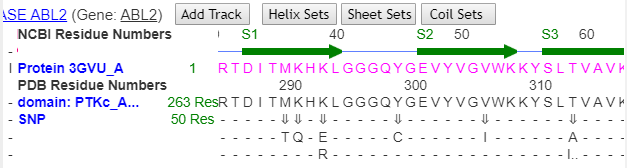 ASE ABL2 (Gene: ABL2) Add Track Helix Sets Sheet Sets Coil Sets
NCBI Residue Numbers S1 40 S2 50 S3 60
Protein 3GVU_A 1 RTDITMKHKLGGGQYGEVYVGVWKKYSLTVAVK
PDB Residue Numbers 290 300 310
domain: PTKc_A... 263 Res RTDITMKHKLGGGQYGEVYVGVWKKYSLTVAVK
SNP 50 Res ⇓⇓ ⇓ ⇓ ⇓ ⇓
- - - - T Q - E - - - - - C - - - - - - I - - - - - - A - - - -
- - - - - - - - R - - - - - - - - - - - - - - - - - - - I.. - - - -